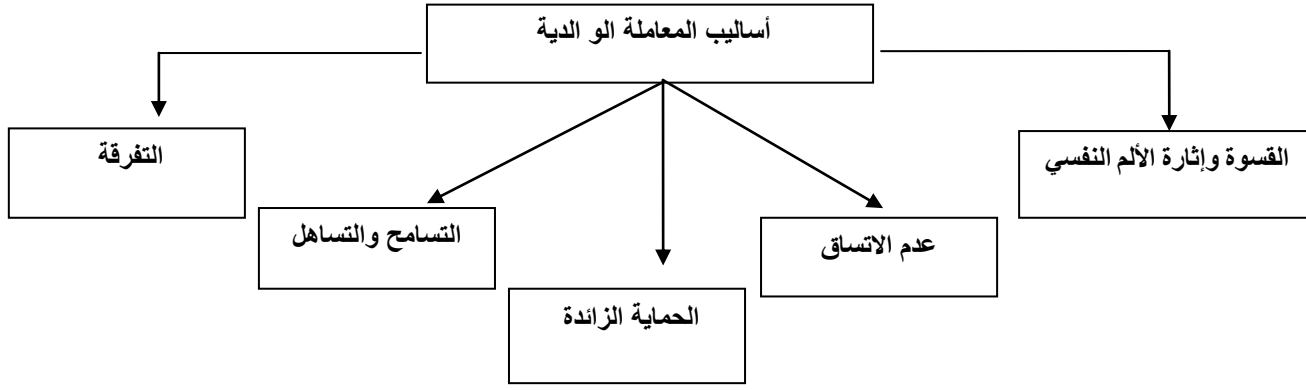 أساليب المعاملة الو الدية
القسوة وإثارة الألم النفسي
التفرقة
عدم الاتساق
التسامح والتساهل
الحماية الزائدة